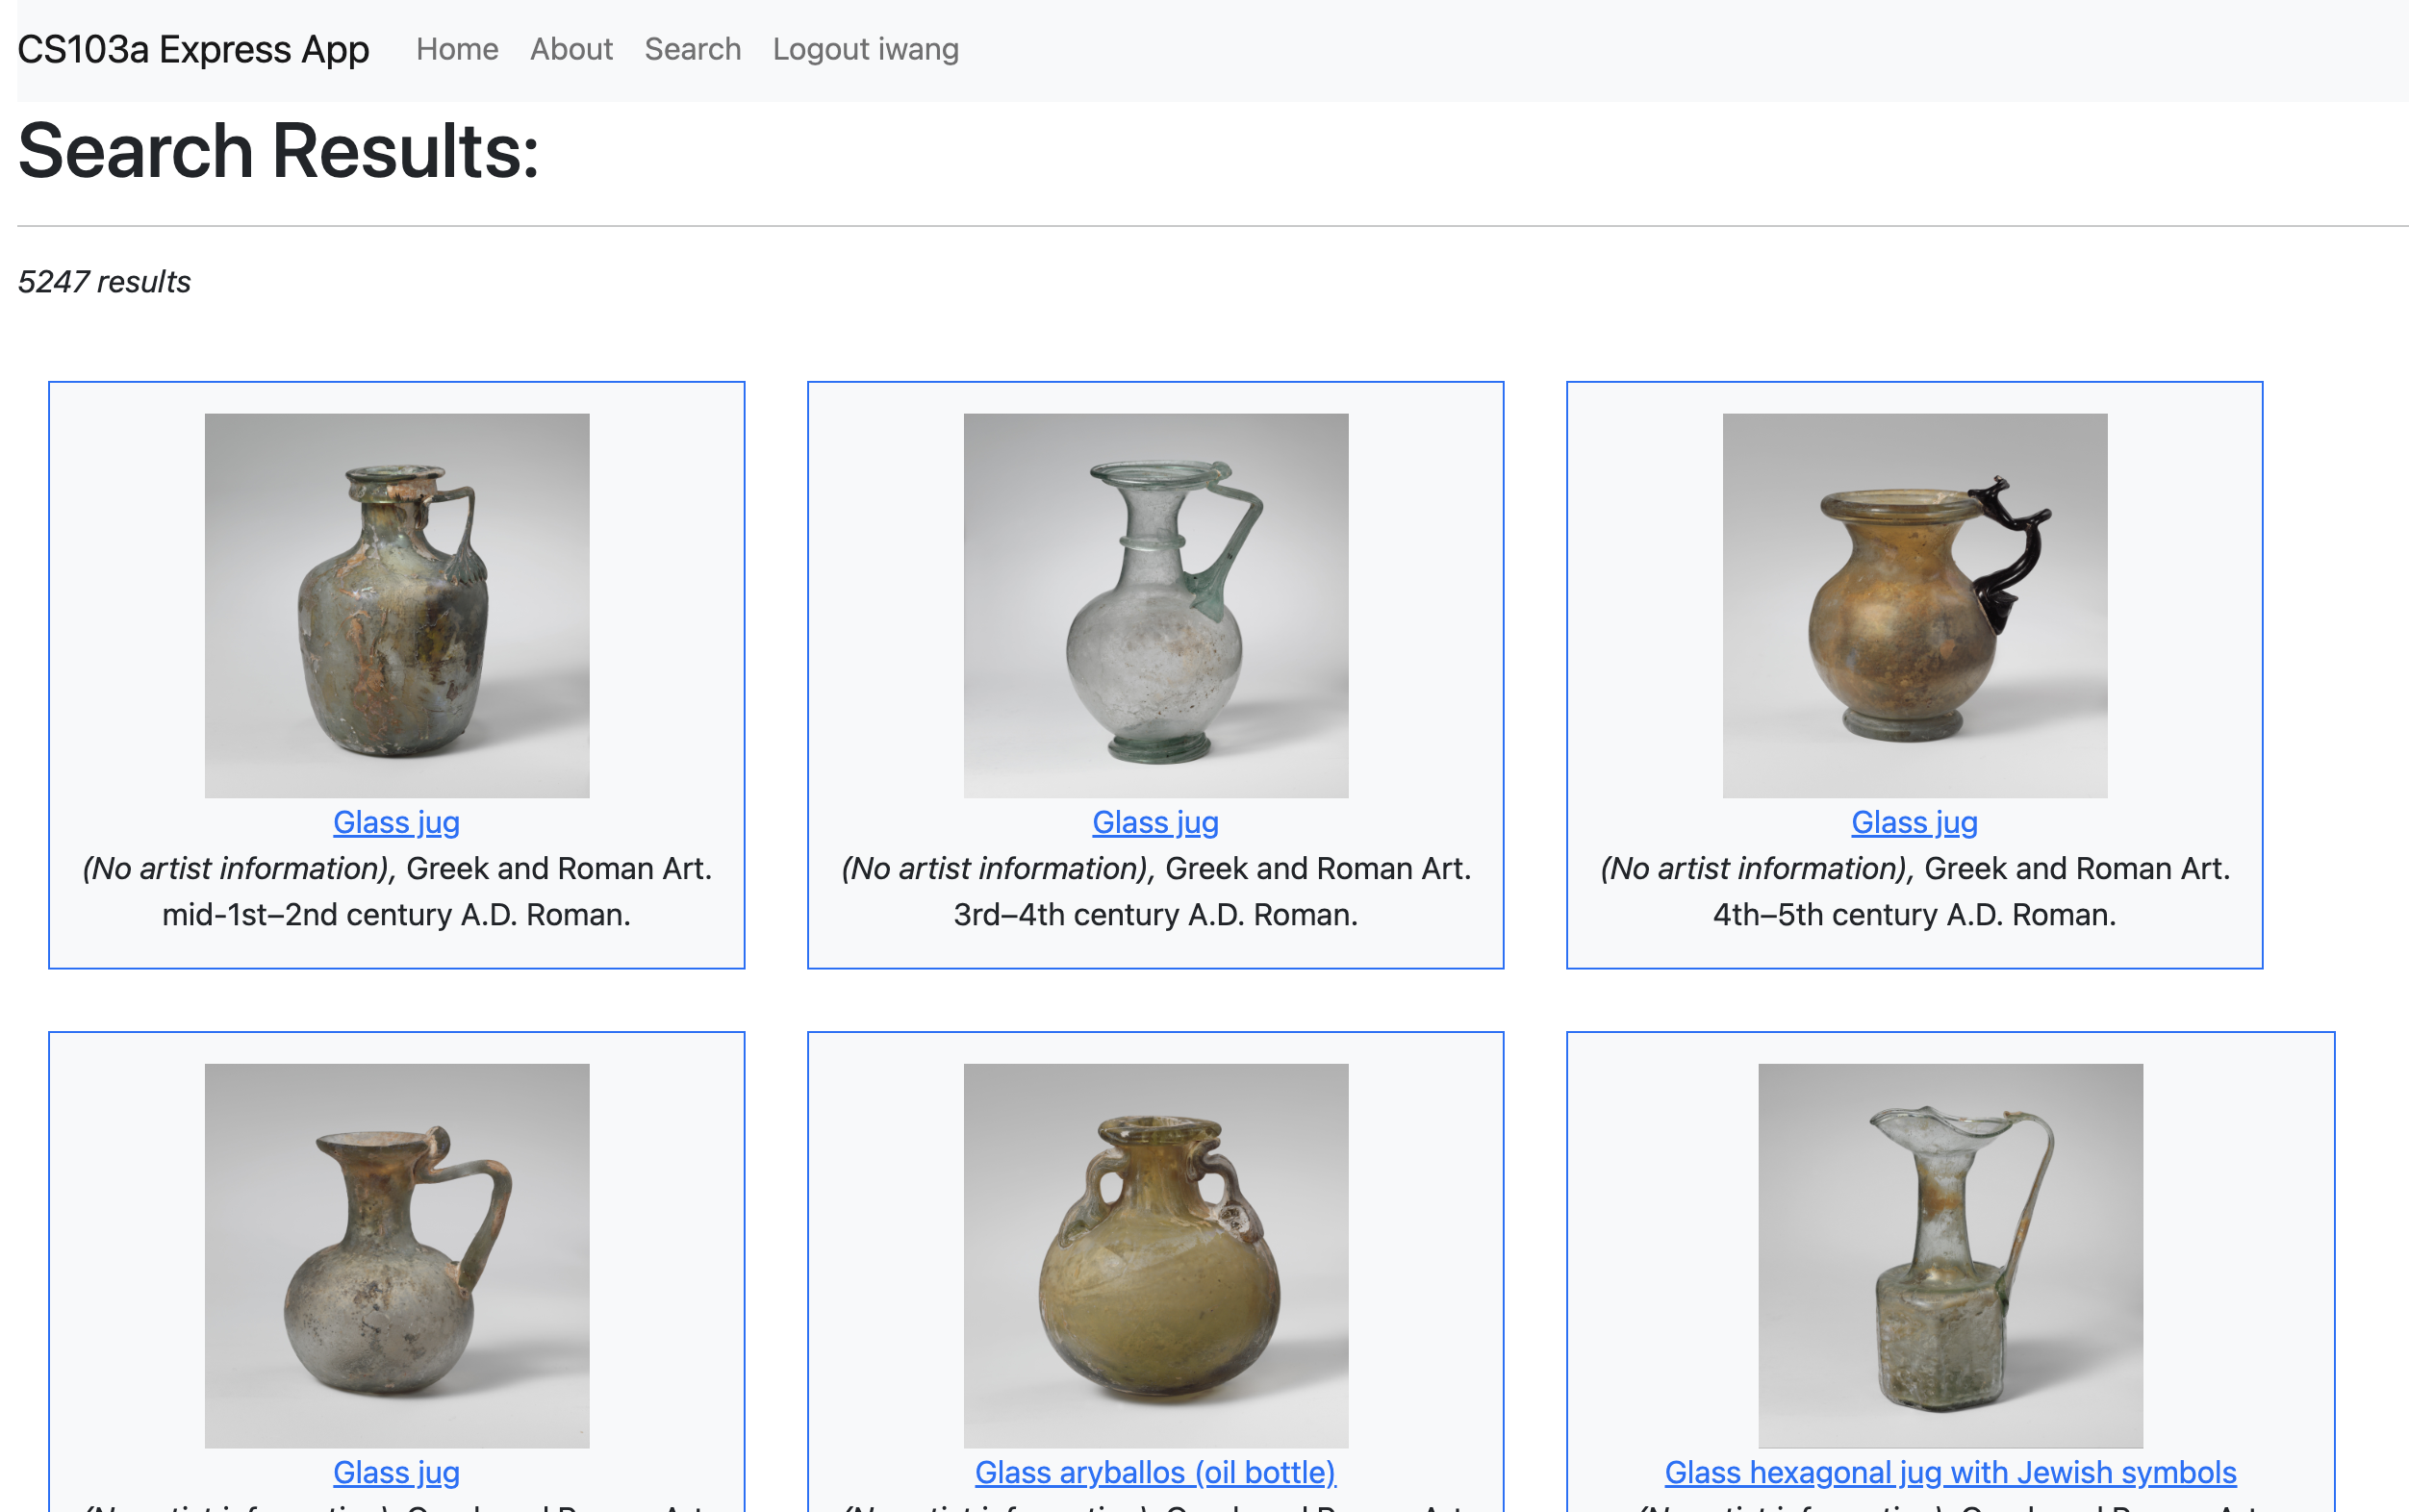 CS103a Express App Home About Search Logout iwang
Search Results:
5247 results
Glass jug
(No artist information), Greek and Roman Art.
mid-1st–2nd century A.D. Roman.
Glass jug
(No artist information), Greek and Roman Art.
3rd–4th century A.D. Roman.
Glass jug
(No artist information), Greek and Roman Art.
4th–5th century A.D. Roman.
Glass jug
Glass aryballos (oil bottle)
Glass hexagonal jug with Jewish symbols